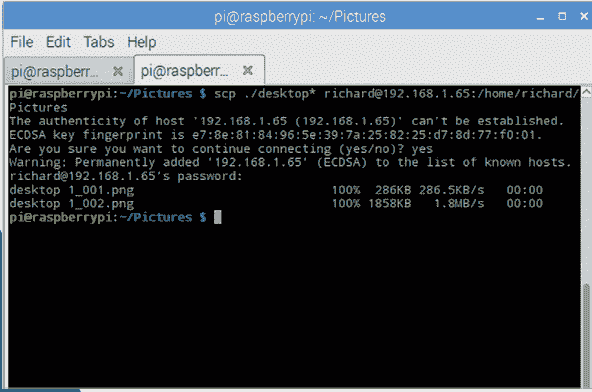 pi@raspberrypi: ~/Pictures
File Edit Tabs Help
pi@raspberr... pi@raspberr...
pi@raspberrypi:~/Pictures $ scp ./desktop* richard@192.168.1.65:/home/richard/
Pictures
The authenticity of host '192.168.1.65 (192.168.1.65)' can't be established.
ECDSA key fingerprint is e7:8e:81:84:96:5e:39:7a:25:82:25:d7:8d:77:f0:01.
Are you sure you want to continue connecting (yes/no)? yes
Warning: Permanently added '192.168.1.65' (ECDSA) to the list of known hosts.
richard@192.168.1.65's password:
desktop 1_001.png 100% 286KB 286.5KB/s 00:00
desktop 1_002.png 100% 1858KB 1.8MB/s 00:00
pi@raspberrypi:~/Pictures $